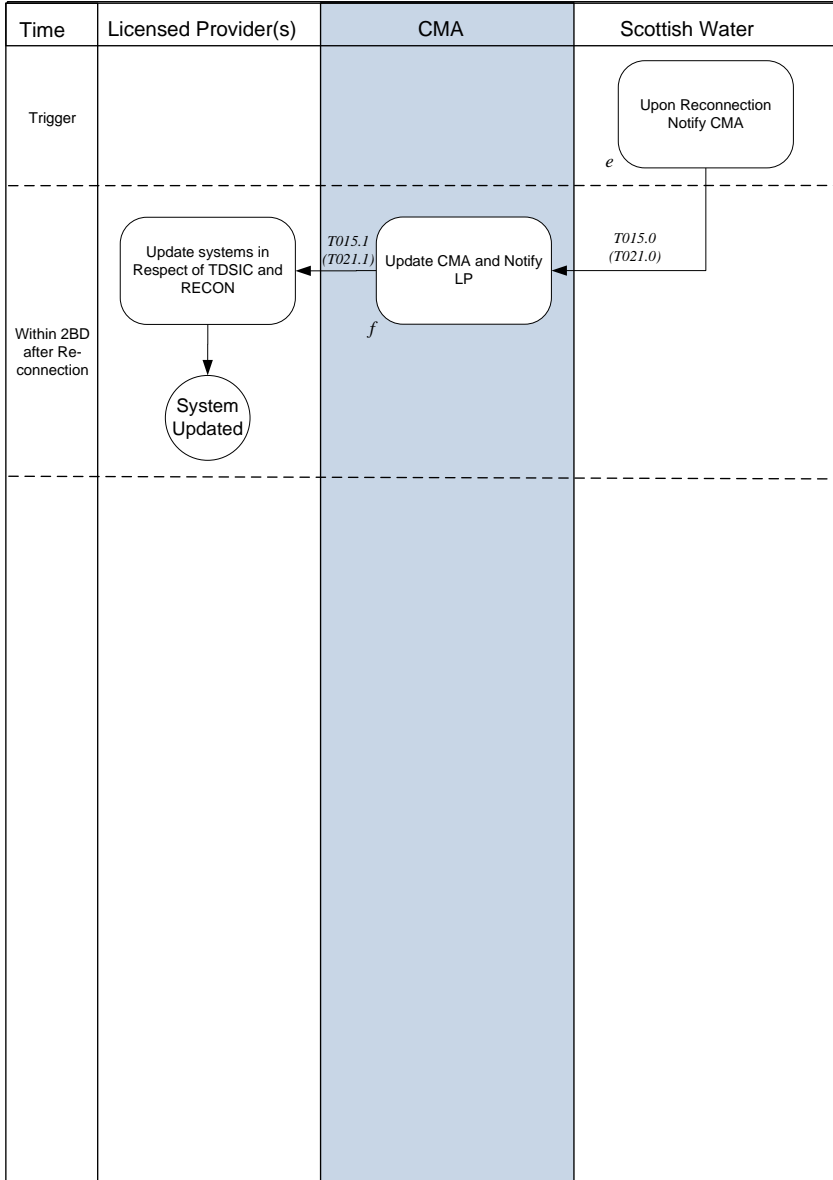 Time
Licensed Provider(s)
CMA
Scottish Water
Trigger
Upon Reconnection
Notify CMA
e
Within 2BD
after Re-
connection
Update systems in
Respect of TDSIC and
RECON
T015.1
(T021.1)
Update CMA and Notify
LP
f
T015.0
(T021.0)
System
Updated